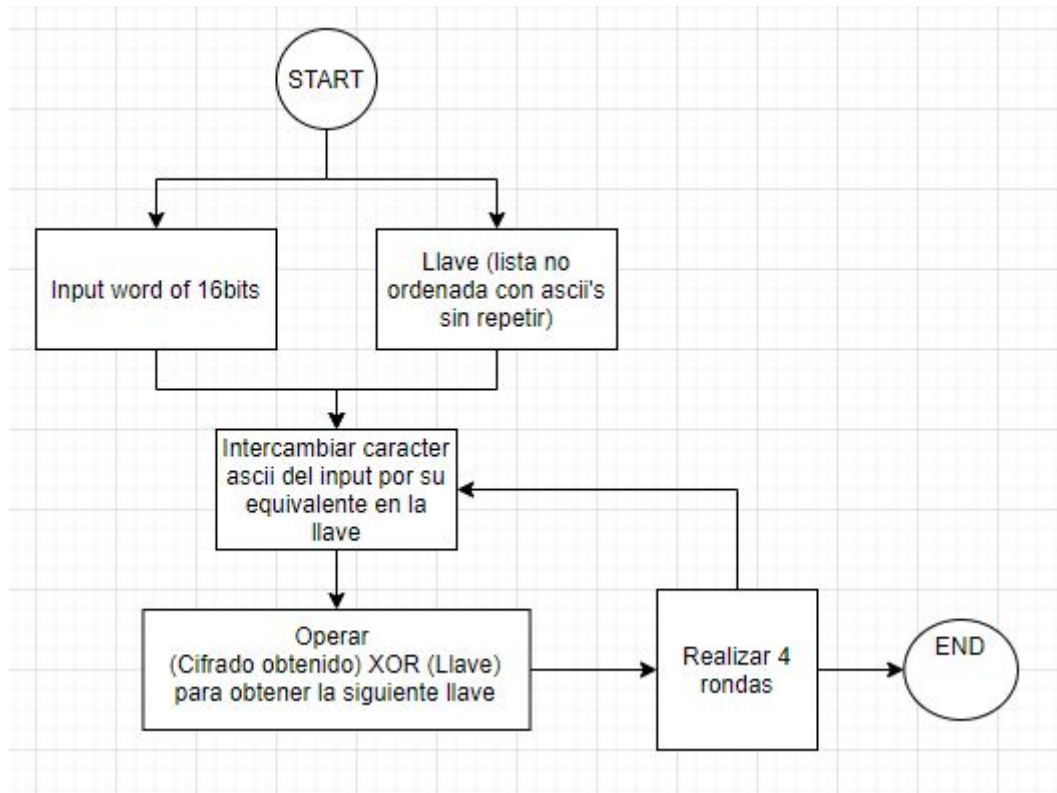 START
Input word of 16bits
Llave (lista no
ordenada con ascii's
sin repetir)
Intercambiar caracter
ascii del input por su
equivalente en la
llave
Operar
(Cifrado obtenido) XOR (Llave)
para obtener la siguiente llave
Realizar 4
rondas
END